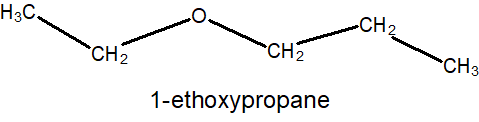 H₃C
CH₂
O
CH₂
CH₂
CH₃
1-ethoxypropane